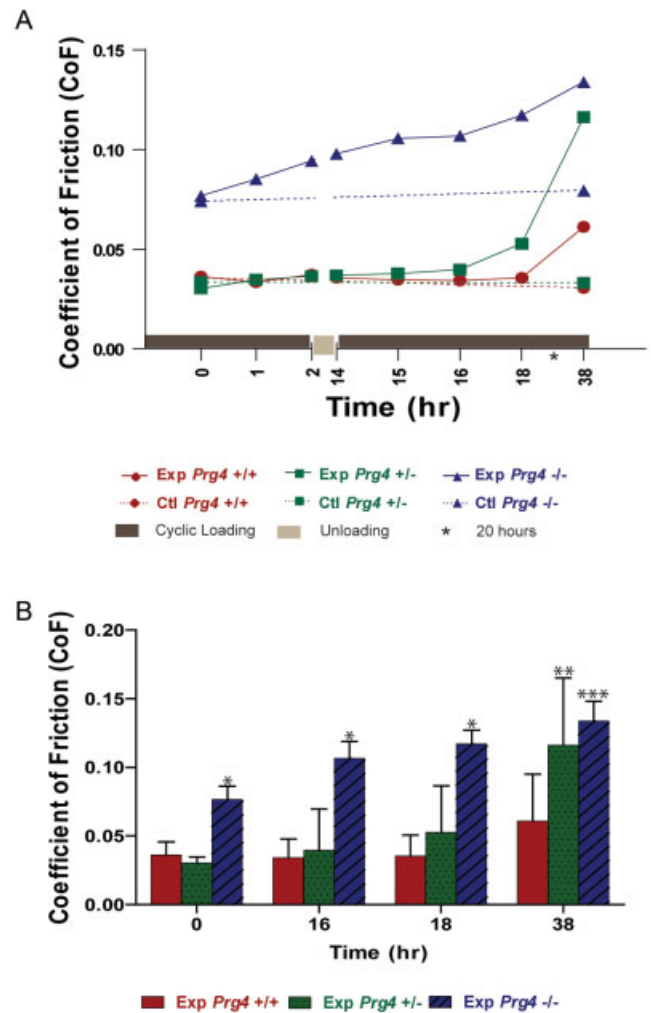 A
Coefficient of Friction (CoF)
0.15
0.10
0.05
0.00
0 1 2 14 15 16 18 38
*
Time (hr)
Exp Prg4 +/+ Exp Prg4 +/- Exp Prg4 -/-
Ctl Prg4 +/+ Ctl Prg4 +/- Ctl Prg4 -/-
Cyclic Loading Unloading * 20 hours
B
Coefficient of Friction (CoF)
0.20
0.15
0.10
0.05
0.00
* * * ** ***
0 16 18 38
Time (hr)
Exp Prg4 +/+ Exp Prg4 +/- Exp Prg4 -/-